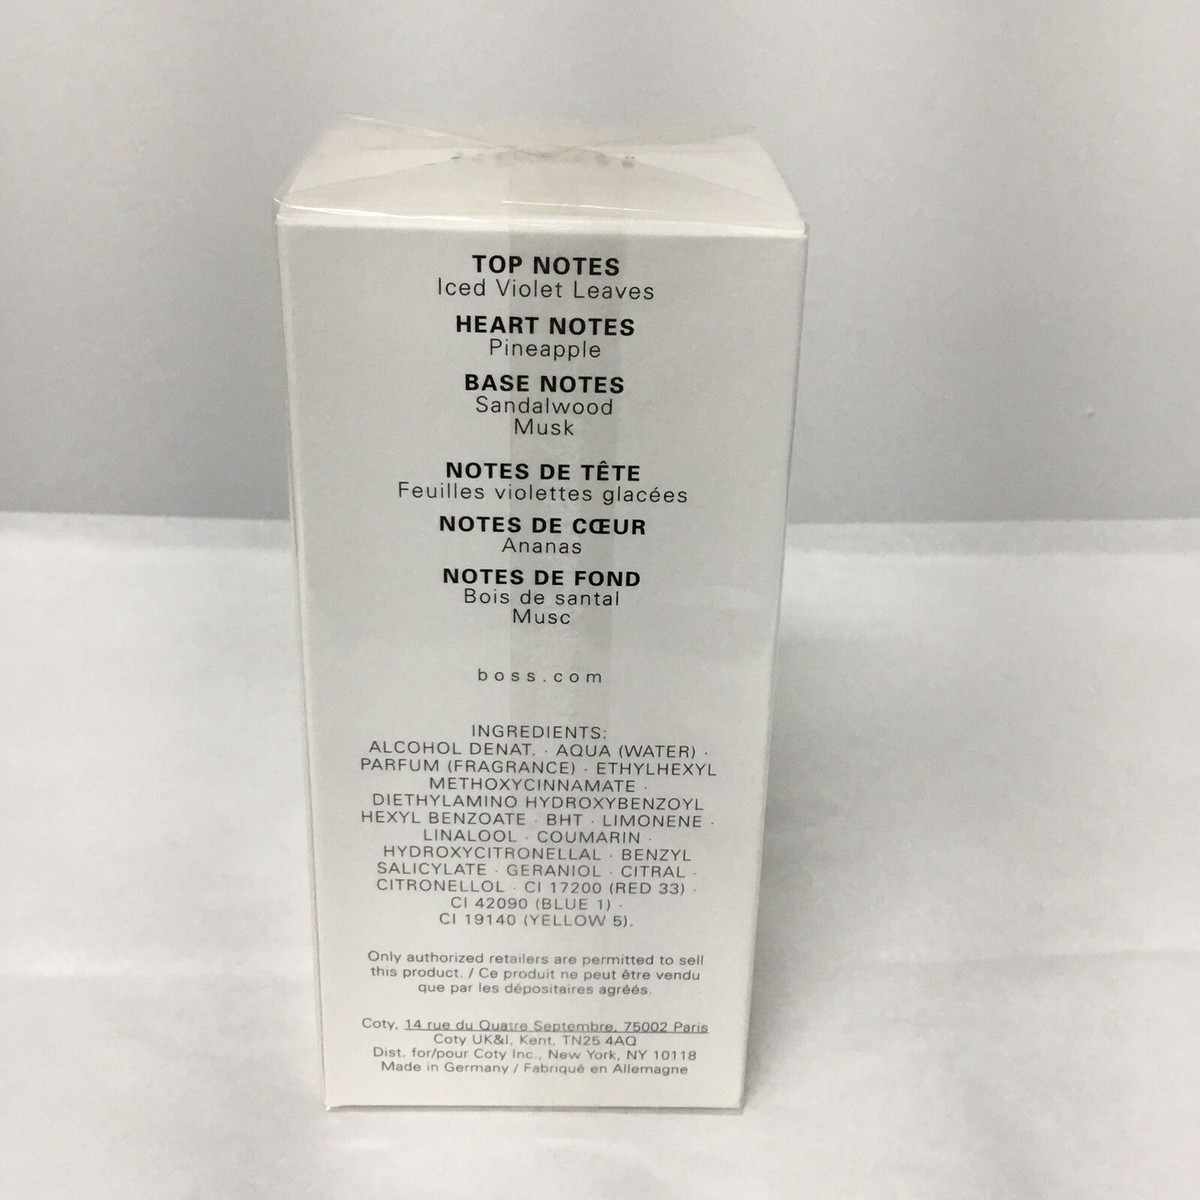 TOP NOTES
Iced Violet Leaves
HEART NOTES
Pineapple
BASE NOTES
Sandalwood
Musk
NOTES DE TÊTE
Feuilles violettes glacées
NOTES DE CŒUR
Ananas
NOTES DE FOND
Bois de santal
Musc
boss.com
INGREDIENTS:
ALCOHOL DENAT. · AQUA (WATER) ·
PARFUM (FRAGRANCE) · ETHYLHEXYL
METHOXYCINNAMATE ·
DIETHYLAMINO HYDROXYBENZOYL
HEXYL BENZOATE · BHT · LIMONENE ·
LINALOOL · COUMARIN ·
HYDROXYCITRONELLAL · BENZYL
SALICYLATE · GERANIOL · CITRAL ·
CITRONELLOL · CI 17200 (RED 33) ·
CI 42090 (BLUE 1) ·
CI 19140 (YELLOW 5).
Only authorized retailers are permitted to sell
this product. / Ce produit ne peut être vendu
que par les dépositaires agréés.
Coty, 14 rue du Quatre Septembre, 75002 Paris
Coty UK&I, Kent, TN25 4AQ
Dist. for/pour Coty Inc., New York, NY 10118
Made in Germany / Fabriqué en Allemagne